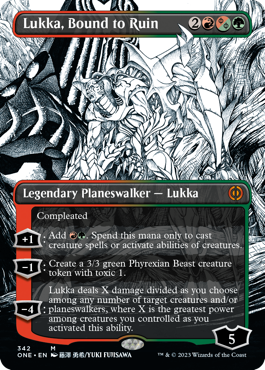 Lukka, Bound to Ruin 2
Legendary Planeswalker — Lukka
Compleated
+1
Add
. Spend this mana only to cast
creature spells or activate abilities of creatures.
−1
Create a 3/3 green Phyrexian Beast creature
token with toxic 1.
−4
Lukka deals X damage divided as you choose
among any number of target creatures and/or
planeswalkers, where X is the greatest power
among creatures you controlled as you
activated this ability.
5
342 M
ONE • EN 藤澤 勇希/YUKI FUJISAWA
™ & © 2023 Wizards of the Coast